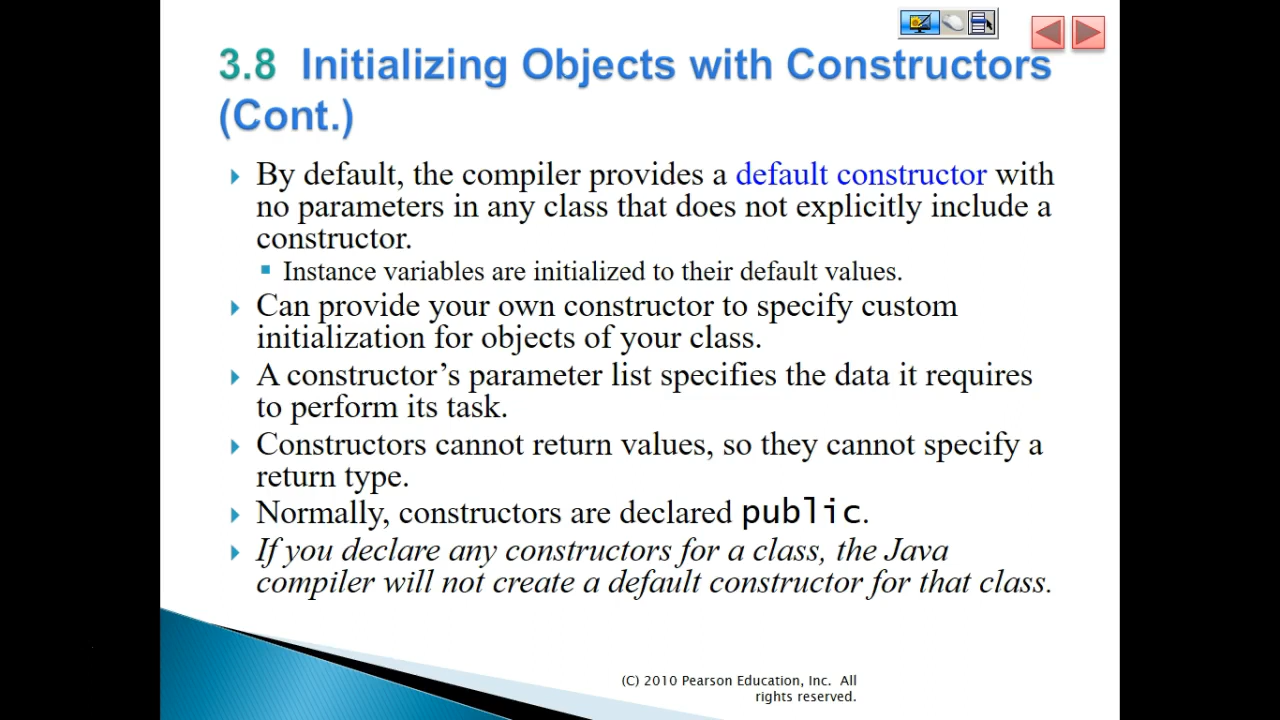 3.8 Initializing Objects with Constructors
(Cont.)
By default, the compiler provides a default constructor with
no parameters in any class that does not explicitly include a
constructor.
Instance variables are initialized to their default values.
Can provide your own constructor to specify custom
initialization for objects of your class.
A constructor’s parameter list specifies the data it requires
to perform its task.
Constructors cannot return values, so they cannot specify a
return type.
Normally, constructors are declared public.
If you declare any constructors for a class, the Java
compiler will not create a default constructor for that class.
(C) 2010 Pearson Education, Inc. All
rights reserved.